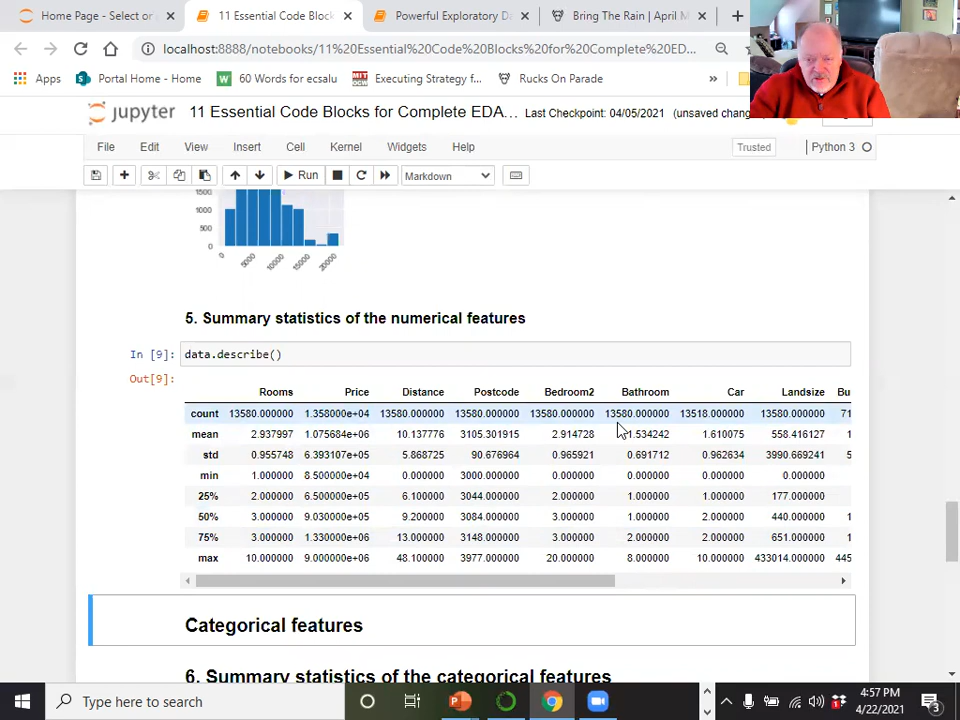 Home Page - Select or
11 Essential Code Block
Powerful Exploratory Da
Bring The Rain | April M
localhost:8888/notebooks/11%20Essential%20Code%20Blocks%20for%20Complete%20ED...
Apps
Portal Home - Home
60 Words for ecsalu
Executing Strategy f...
Rucks On Parade
jupyter
11 Essential Code Blocks for Complete EDA...
Last Checkpoint: 04/05/2021
(unsaved chang
File Edit View Insert Cell Kernel Widgets Help
Trusted
Python 3
Run
Markdown
1500
1000
500
0
0 5000 10000 15000 20000
5. Summary statistics of the numerical features
In [9]: data.describe()
Out[9]:
Rooms Price Distance Postcode Bedroom2 Bathroom Car Landsize Bu
count 13580.000000 1.358000e+04 13580.000000 13580.000000 13580.000000 13580.000000 13518.000000 13580.000000 71
mean 2.937997 1.075684e+06 10.137776 3105.301915 2.914728 1.534242 1.610075 558.416127 1
std 0.955748 6.393107e+05 5.868725 90.676964 0.965921 0.691712 0.962634 3990.669241 5
min 1.000000 8.500000e+04 0.000000 3000.000000 0.000000 0.000000 0.000000 0.000000
25% 2.000000 6.500000e+05 6.100000 3044.000000 2.000000 1.000000 1.000000 177.000000
50% 3.000000 9.030000e+05 9.200000 3084.000000 3.000000 1.000000 2.000000 440.000000 1
75% 3.000000 1.330000e+06 13.000000 3148.000000 3.000000 2.000000 2.000000 651.000000 1
max 10.000000 9.000000e+06 48.100000 3977.000000 20.000000 8.000000 10.000000 433014.000000 445
Categorical features
6. Summary statistics of the categorical features
Type here to search
4:57 PM
4/22/2021
3